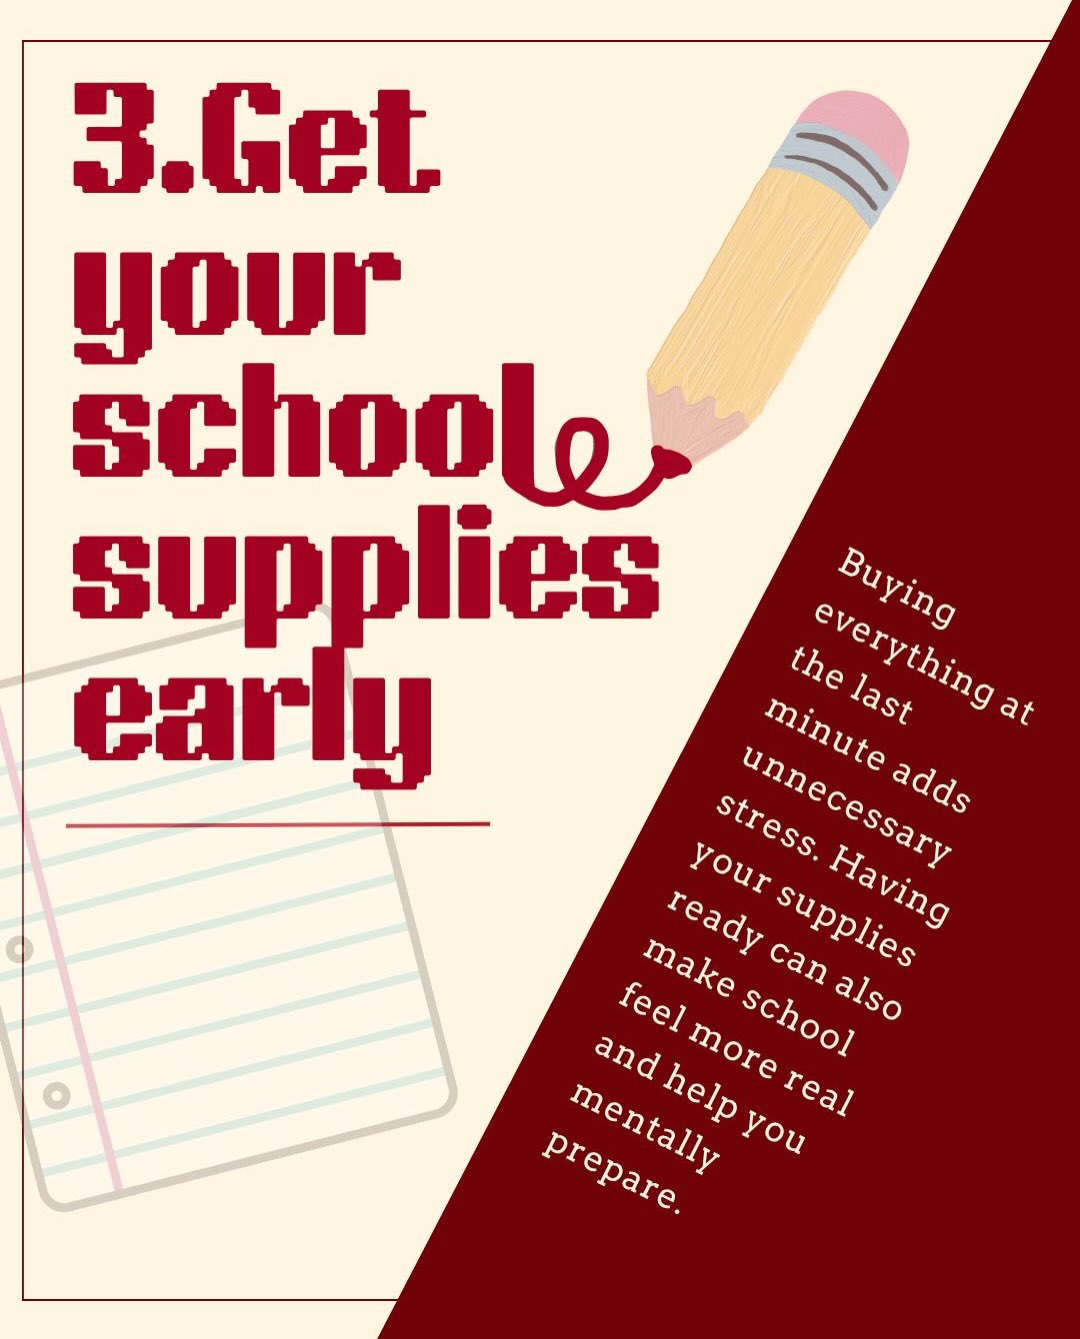 3.Get
your
school
supplies
early
Buying
everything at
the last
minute adds
unnecessary
stress. Having
your supplies
ready can also
make school
feel more real
and help you
mentally
prepare.